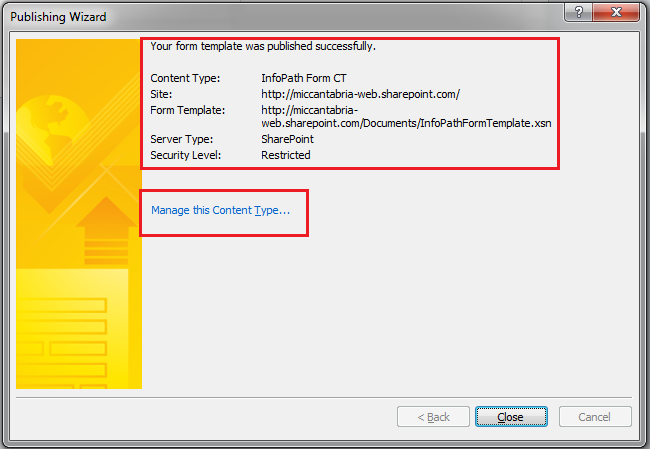 Publishing Wizard
?
Your form template was published successfully.
Content Type: InfoPath Form CT
Site: http://miccantabria-web.sharepoint.com/
Form Template: http://miccantabria-
web.sharepoint.com/Documents/InfoPathFormTemplate.xsn
Server Type: SharePoint
Security Level: Restricted
Manage this Content Type...
< Back Close Cancel